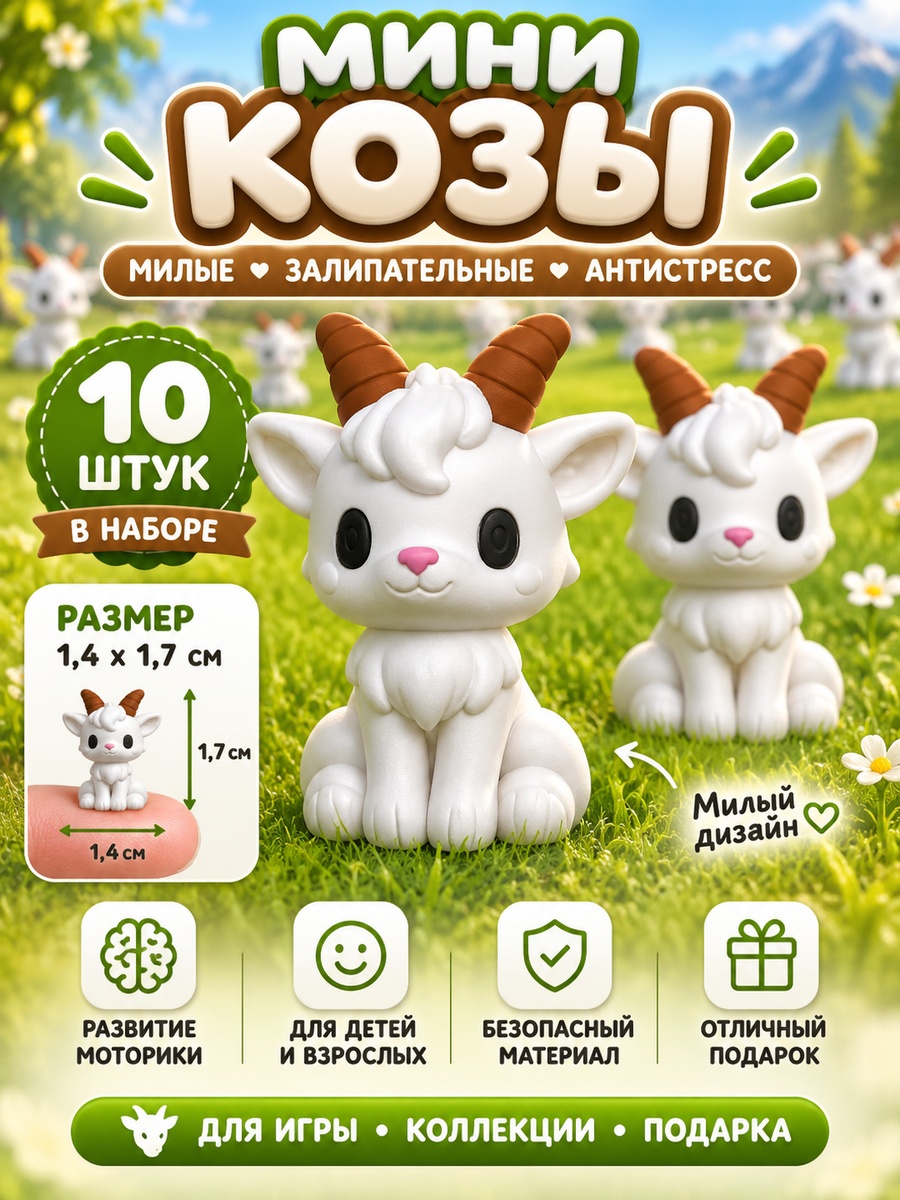 МИНИ
КОЗЫ
МИЛЫЕ ♥ ЗАЛИПАТЕЛЬНЫЕ ♥ АНТИСТРЕСС
10
ШТУК
В НАБОРЕ
РАЗМЕР
1,4 х 1,7 см
1,7 см
1,4 см
Милый
дизайн
РАЗВИТИЕ
МОТОРИКИ
ДЛЯ ДЕТЕЙ
И ВЗРОСЛЫХ
БЕЗОПАСНЫЙ
МАТЕРИАЛ
ОТЛИЧНЫЙ
ПОДАРОК
ДЛЯ ИГРЫ • КОЛЛЕКЦИИ • ПОДАРКА